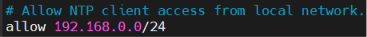 # Allow NTP client access from local network.
allow 192.168.0.0/24